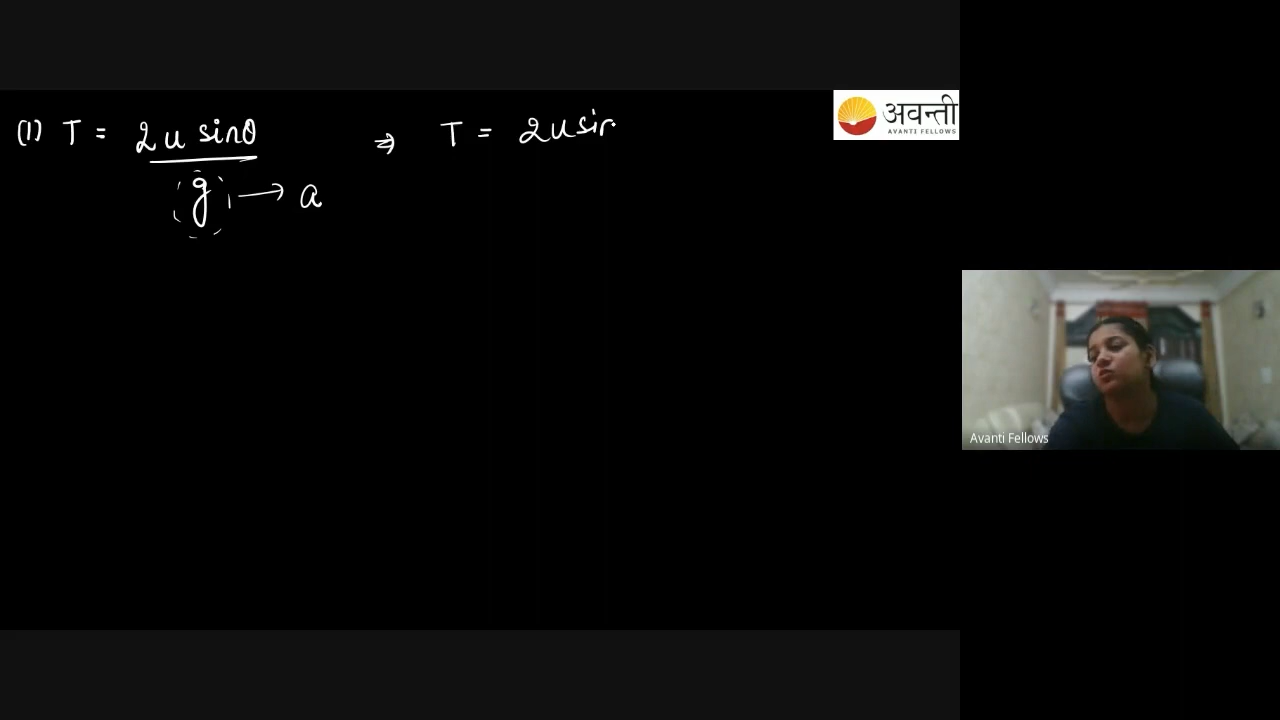 (1) T = 2u sinθ ⇒ T = 2u sin
g → a
अवन्ती
AVANTI FELLOWS
Avanti Fellows